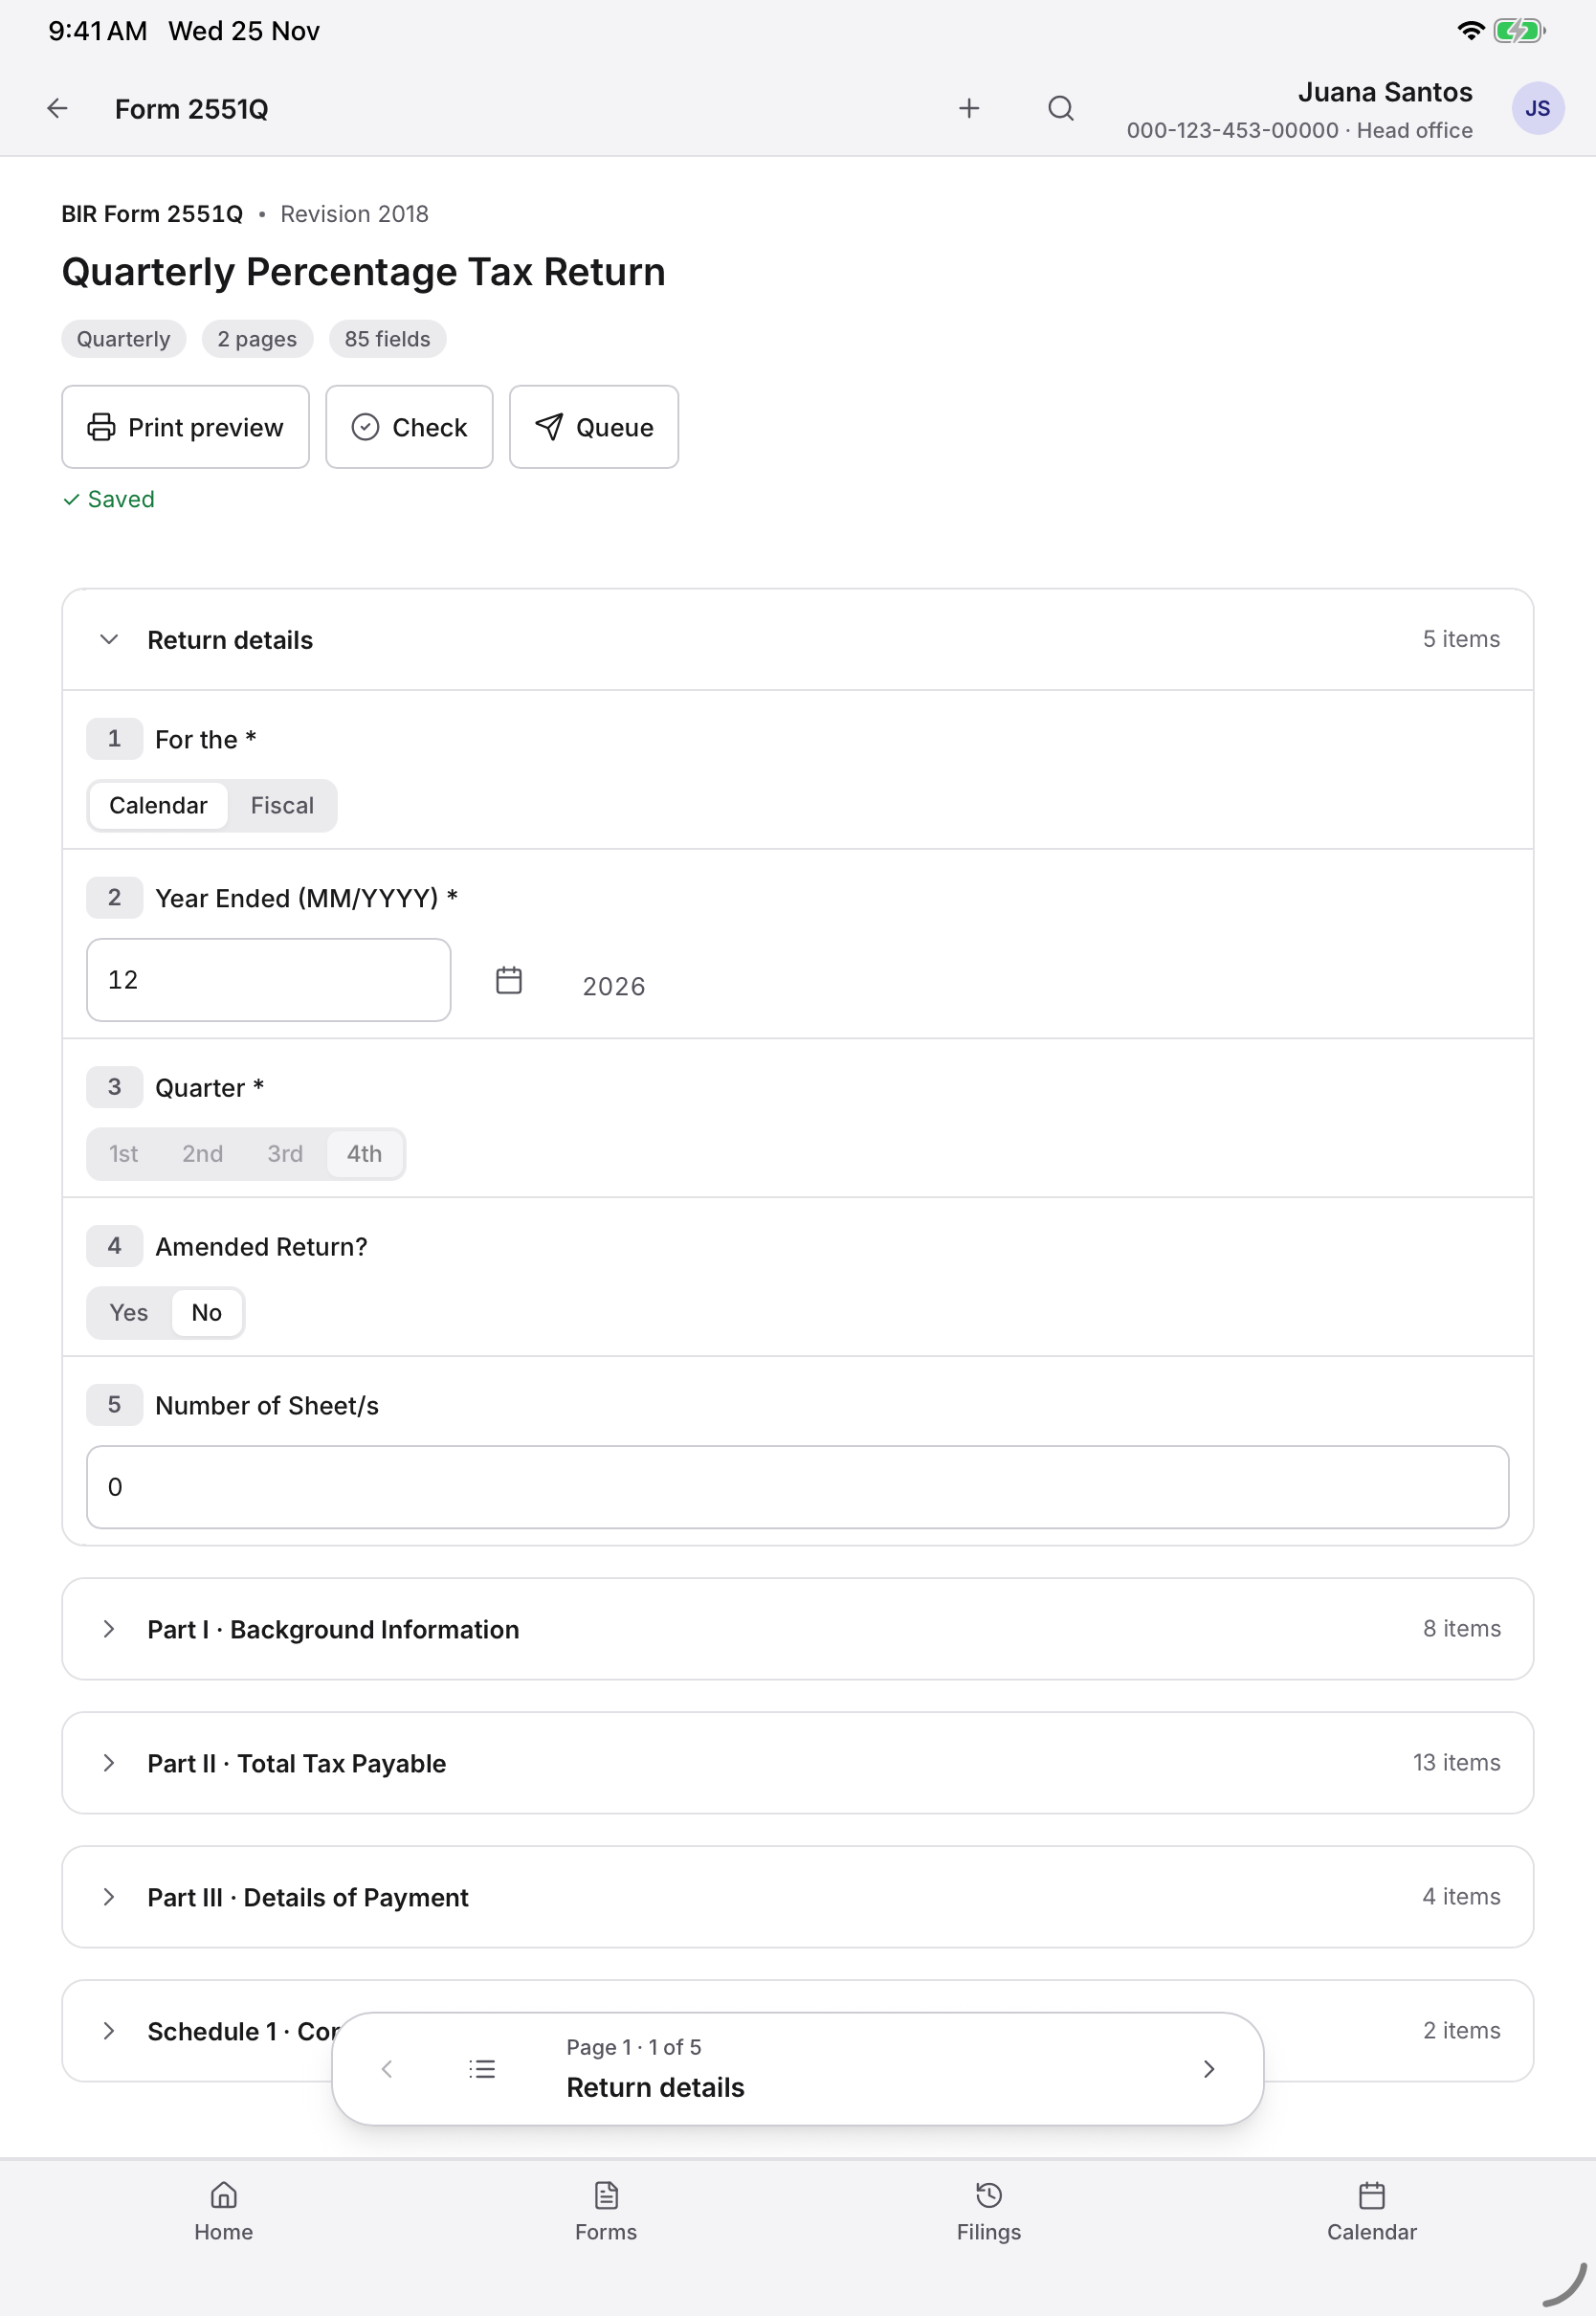 9:41 AM Wed 25 Nov
Form 2551Q
Juana Santos
000-123-453-00000 · Head office
JS
BIR Form 2551Q • Revision 2018
Quarterly Percentage Tax Return
Quarterly 2 pages 85 fields
Print preview Check Queue
Saved
Return details 5 items
1 For the *
Calendar Fiscal
2 Year Ended (MM/YYYY) *
12 2026
3 Quarter *
1st 2nd 3rd 4th
4 Amended Return?
Yes No
5 Number of Sheet/s
0
Part I · Background Information 8 items
Part II · Total Tax Payable 13 items
Part III · Details of Payment 4 items
Schedule 1 · 2 items
Page 1 · 1 of 5
Return details
Home Forms Filings Calendar